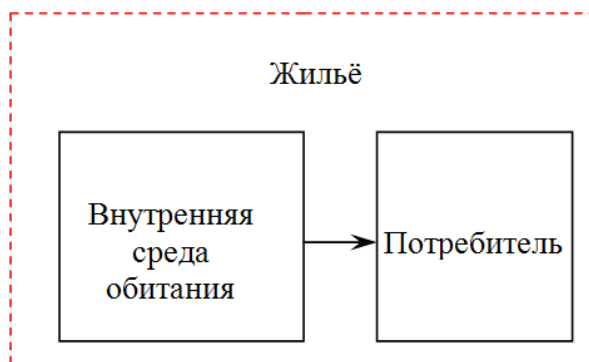 Жильё
Внутренняя
среда
обитания
Потребитель